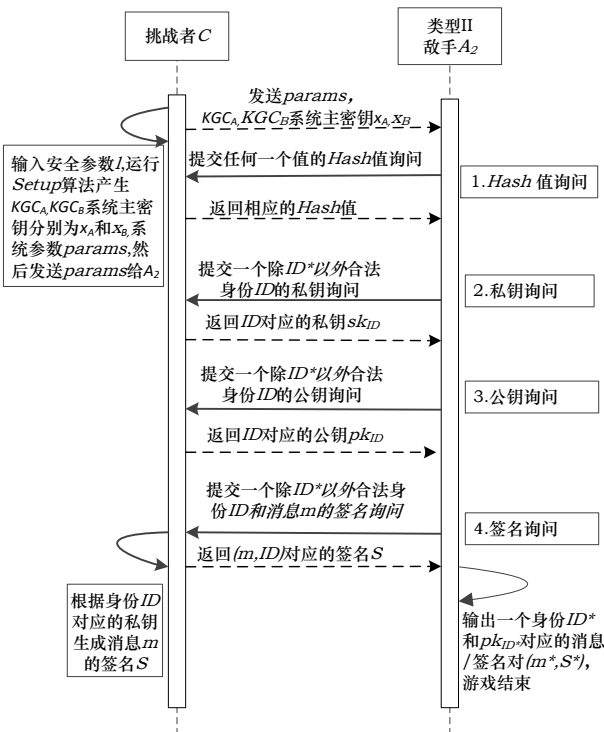 挑战者C
类型II
敌手A₂
发送params,
KGC_A,KGC_B系统主密钥x_A,x_B
输入安全参数l,运行
Setup算法产生
KGC_A,KGC_B系统主密
钥分别为x_A和x_B,系
统参数params,然
后发送params给A₂
提交任何一个值的Hash值询问
1.Hash 值询问
返回相应的Hash值
提交一个除ID*以外合法
身份ID的私钥询问
2.私钥询问
返回ID对应的私钥sk_ID
提交一个除ID*以外合法
身份ID的公钥询问
3.公钥询问
返回ID对应的公钥pk_ID
提交一个除ID*以外合法身
份ID和消息m的签名询问
4.签名询问
返回(m,ID)对应的签名S
根据身份ID
对应的私钥
生成消息m
的签名S
输出一个身份ID*
和pk_ID*对应的消息
/签名对(m*,S*),
游戏结束